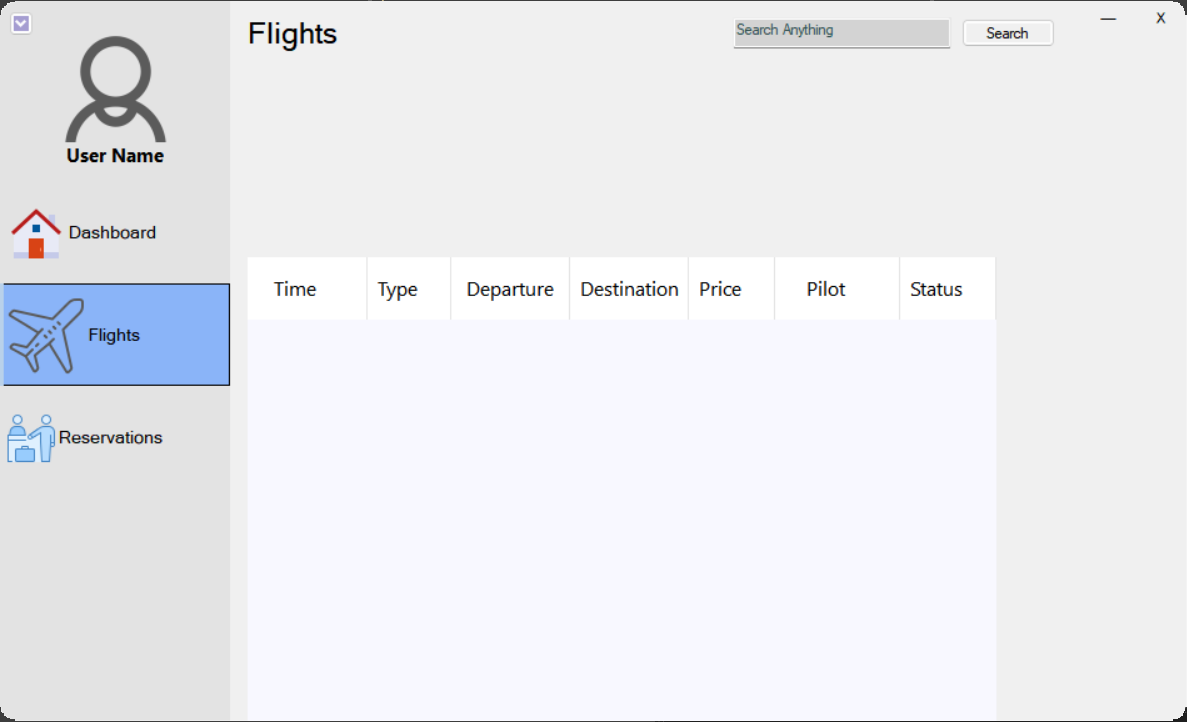 Flights
Search Anything
Search
X
User Name
Dashboard
Flights
Reservations
Time Type Departure Destination Price Pilot Status